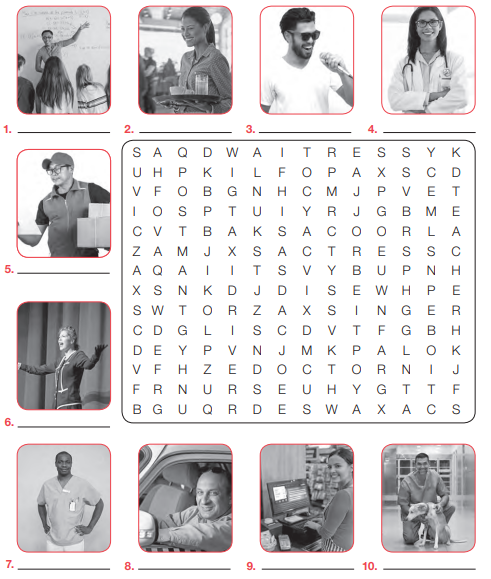 1.
2.
3.
4.
S A Q D W A I T R E S S Y K
U H P K I L F O P A X S C D
V F O B G N H C M J P V E T
I O S P T U I Y R J G B M E
C V T B A K S A C O O R L A
Z A M J X S A C T R E S S C
A Q A I I T S V Y B U P N H
X S N K D J D I S E W H P E
S W T O R Z A X S I N G E R
C D G L I S C D V T F G B H
D E Y P V N J M K P A L O K
V F H Z E D O C T O R N I J
F R N U R S E U H Y G T T F
B G U Q R D E S W A X A C S
5.
6.
7.
8.
9.
10.